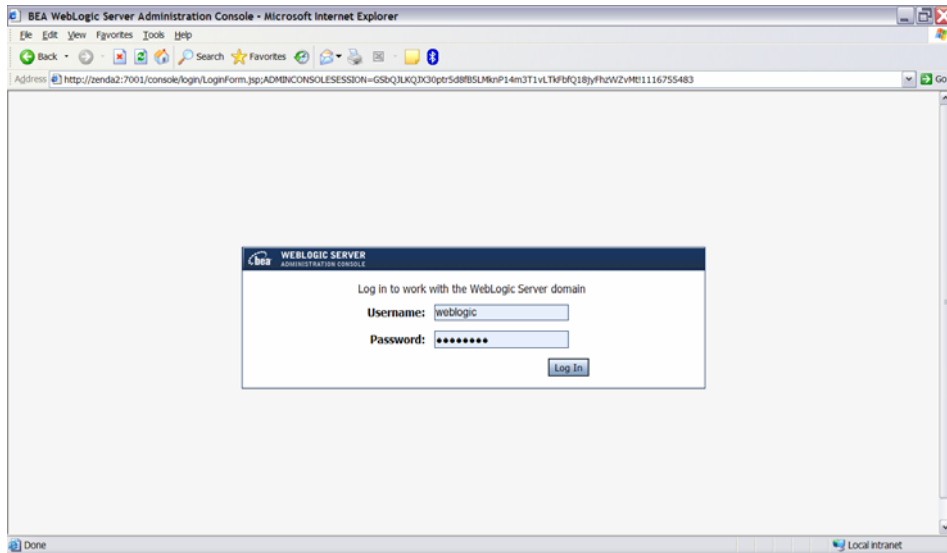 BEA WebLogic Server Administration Console - Microsoft Internet Explorer
File Edit View Favorites Tools Help
Back Search Favorites
Address http://zenda2:7001/console/login/LoginForm.jsp;ADMINCONSOLESESSION= Go
bea WEBLOGIC SERVER
ADMINISTRATION CONSOLE
Log in to work with the WebLogic Server domain
Username: weblogic
Password: ●●●●●●●●
Log In
Done Local intranet